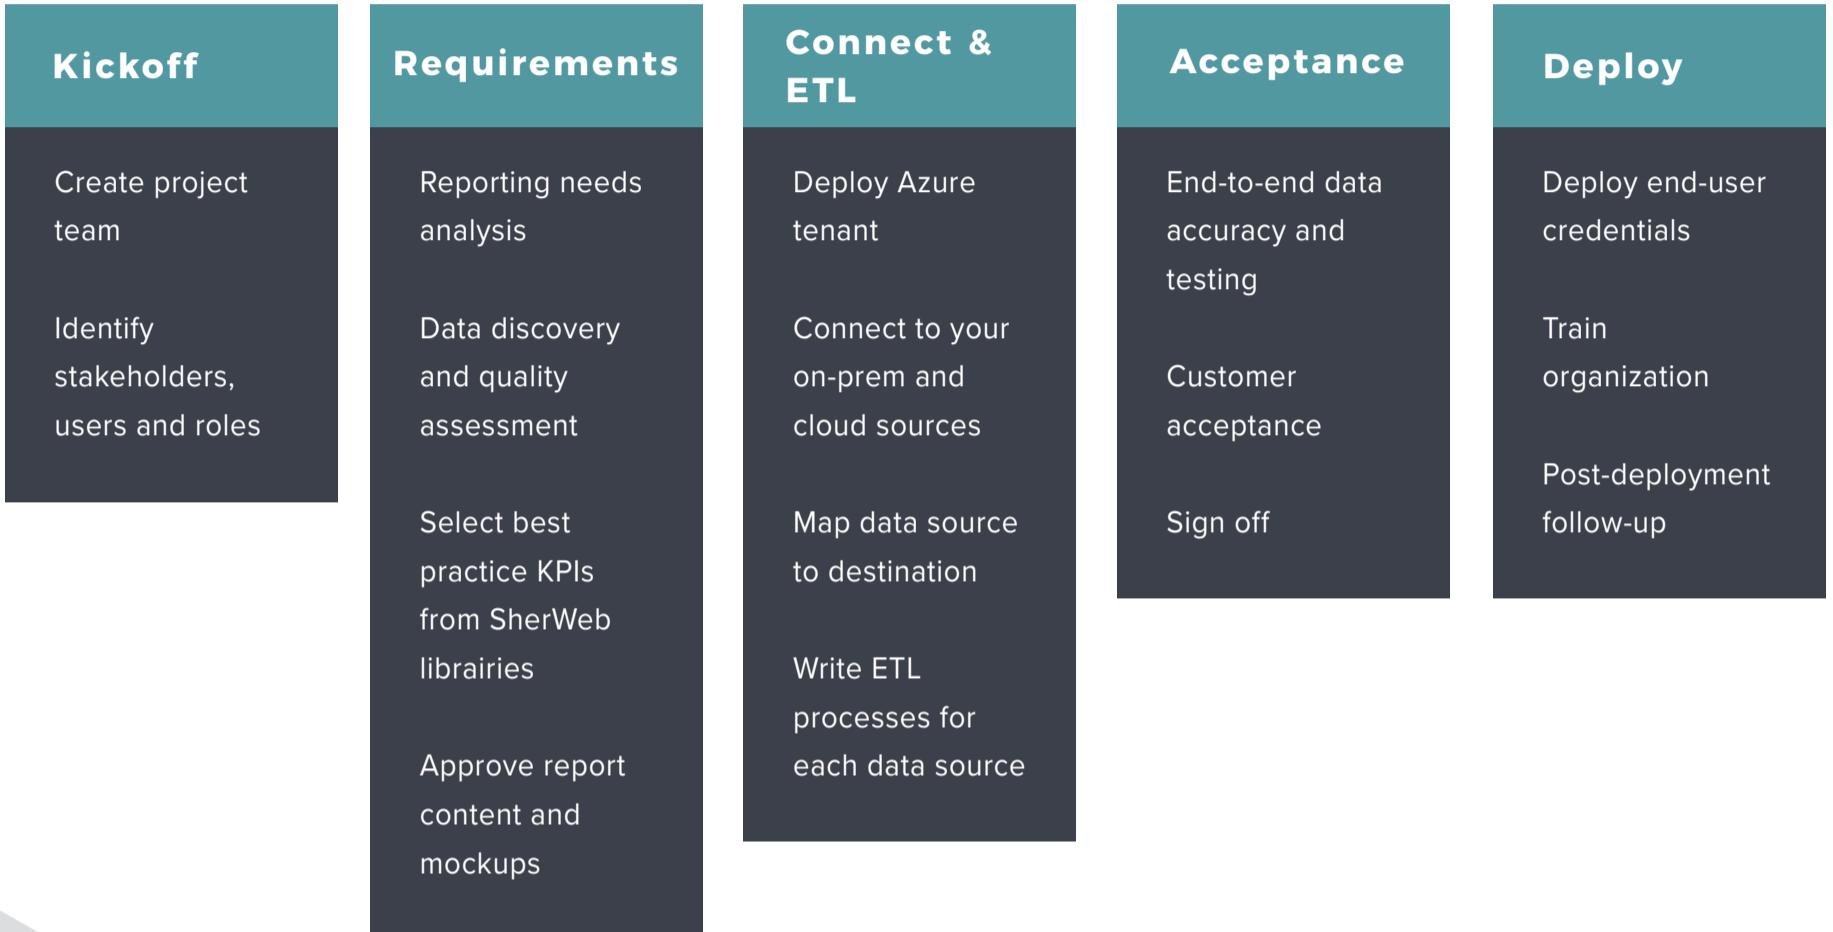 Kickoff
Create project
team
Identify
stakeholders,
users and roles
Requirements
Reporting needs
analysis
Data discovery
and quality
assessment
Select best
practice KPIs
from SherWeb
librairies
Approve report
content and
mockups
Connect &
ETL
Deploy Azure
tenant
Connect to your
on-prem and
cloud sources
Map data source
to destination
Write ETL
processes for
each data source
Acceptance
End-to-end data
accuracy and
testing
Customer
acceptance
Sign off
Deploy
Deploy end-user
credentials
Train
organization
Post-deployment
follow-up